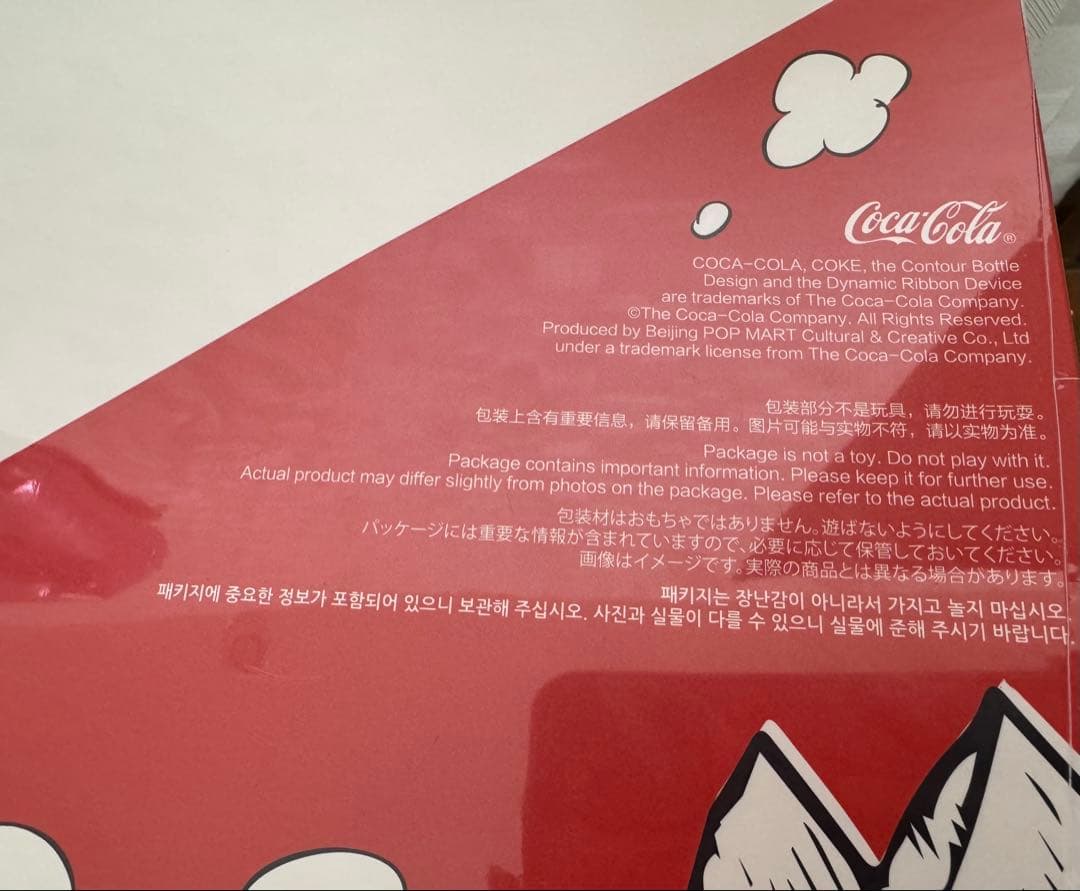 Coca-Cola®
COCA-COLA, COKE, the Contour Bottle
Design and the Dynamic Ribbon Device
are trademarks of The Coca-Cola Company.
©The Coca-Cola Company. All Rights Reserved.
Produced by Beijing POP MART Cultural & Creative Co., Ltd
under a trademark license from The Coca-Cola Company.
包装部分不是玩具，请勿进行玩耍。
包装上含有重要信息，请保留备用。图片可能与实物不符，请以实物为准。
Package is not a toy. Do not play with it.
Package contains important information. Please keep it for further use.
Actual product may differ slightly from photos on the package. Please refer to the actual product.
包装材はおもちゃではありません。遊ばないようにしてください。
パッケージには重要な情報が含まれていますので、必要に応じて保管しておいてください。
画像はイメージです。実際の商品とは異なる場合があります。
패키지는 장난감이 아니라서 가지고 놀지 마십시오.
패키지에 중요한 정보가 포함되어 있으니 보관해 주십시오. 사진과 실물이 다를 수 있으니 실물에 준해 주시기 바랍니다.